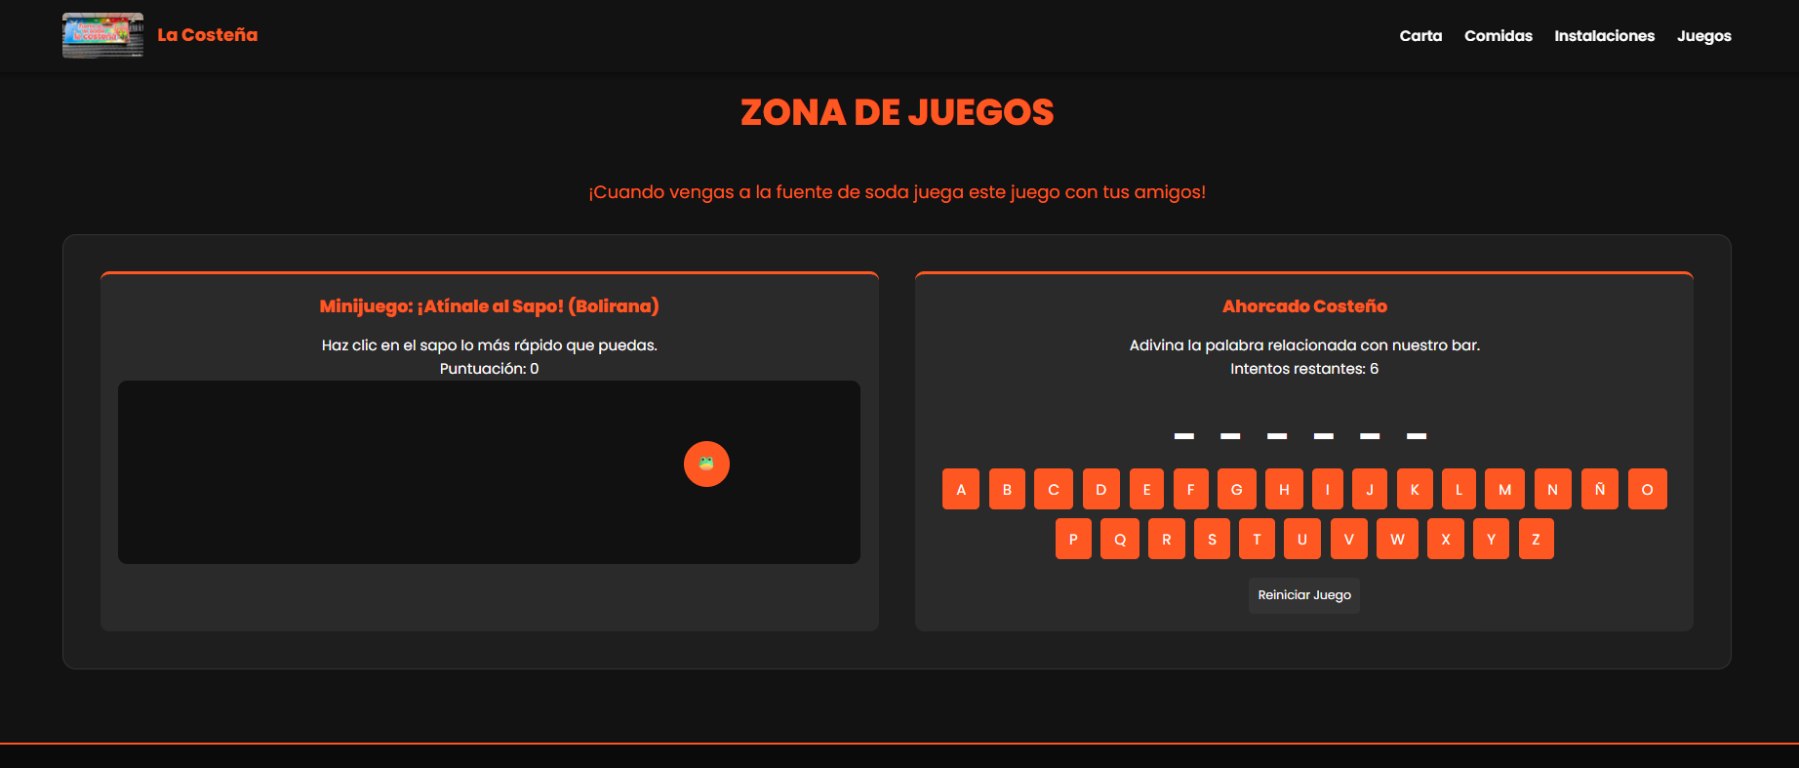 La Costeña
Carta Comidas Instalaciones Juegos
ZONA DE JUEGOS
¡Cuando vengas a la fuente de soda juega este juego con tus amigos!
Minijuego: ¡Atínale al Sapo! (Bolirana)
Haz clic en el sapo lo más rápido que puedas.
Puntuación: 0
Ahorcado Costeño
Adivina la palabra relacionada con nuestro bar.
Intentos restantes: 6
_ _ _ _ _ _
A B C D E F G H I J K L M N Ñ O
P Q R S T U V W X Y Z
Reiniciar Juego